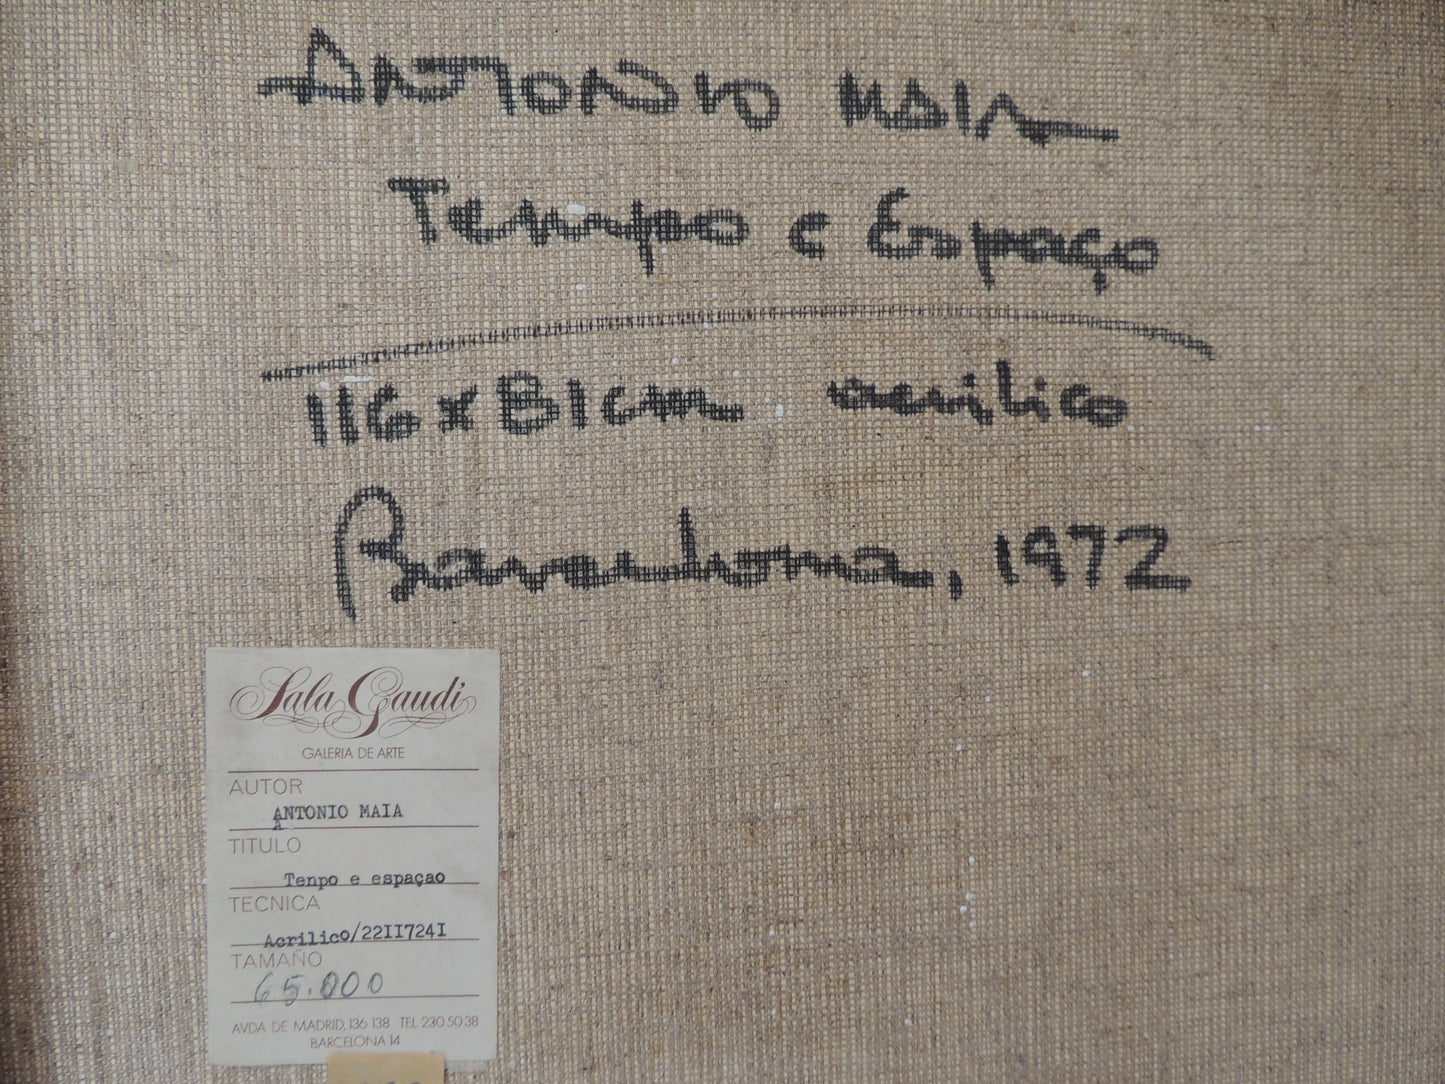 ANTONIO MAIA
Tempo e Espaço
116 x 81 cm acrílico
Barcelona, 1972
Sala Gaudi
GALERIA DE ARTE
AUTOR
ANTONIO MAIA
TITULO
Tenpo e espaçao
TECNICA
Acrilico/22II724I
TAMAÑO
65.000
AVDA DE MADRID, 136 138 TEL. 230 50 38
BARCELONA 14